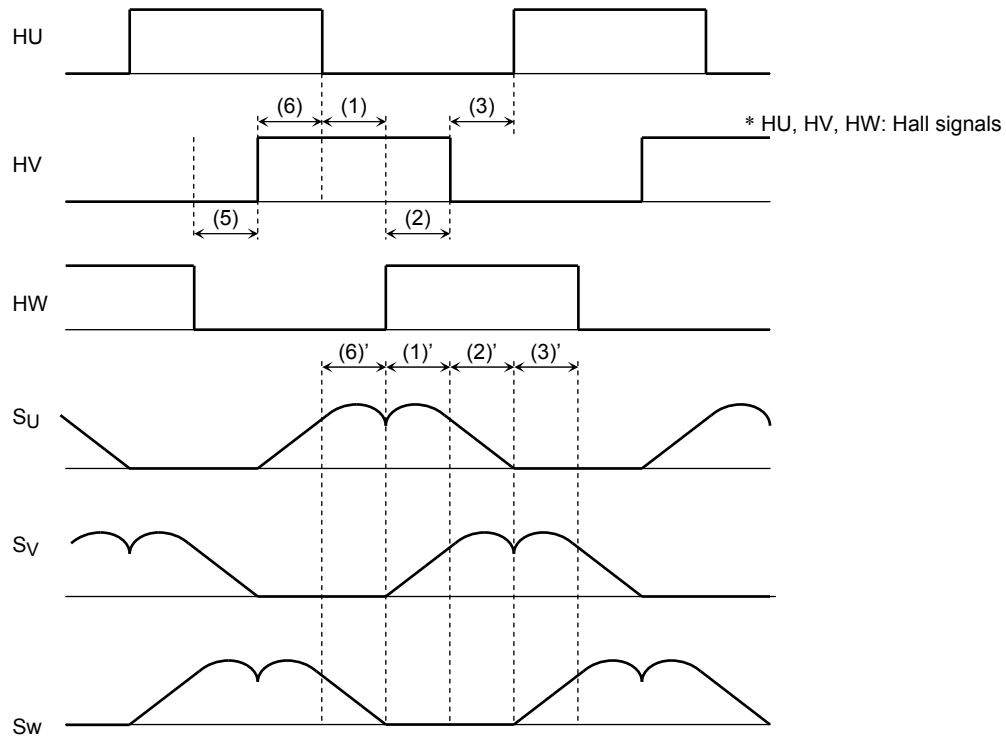 HU
(6) (1) (3)
* HU, HV, HW: Hall signals
HV
(5) (2)
HW
(6)’ (1)’ (2)’ (3)’
SU
SV
SW